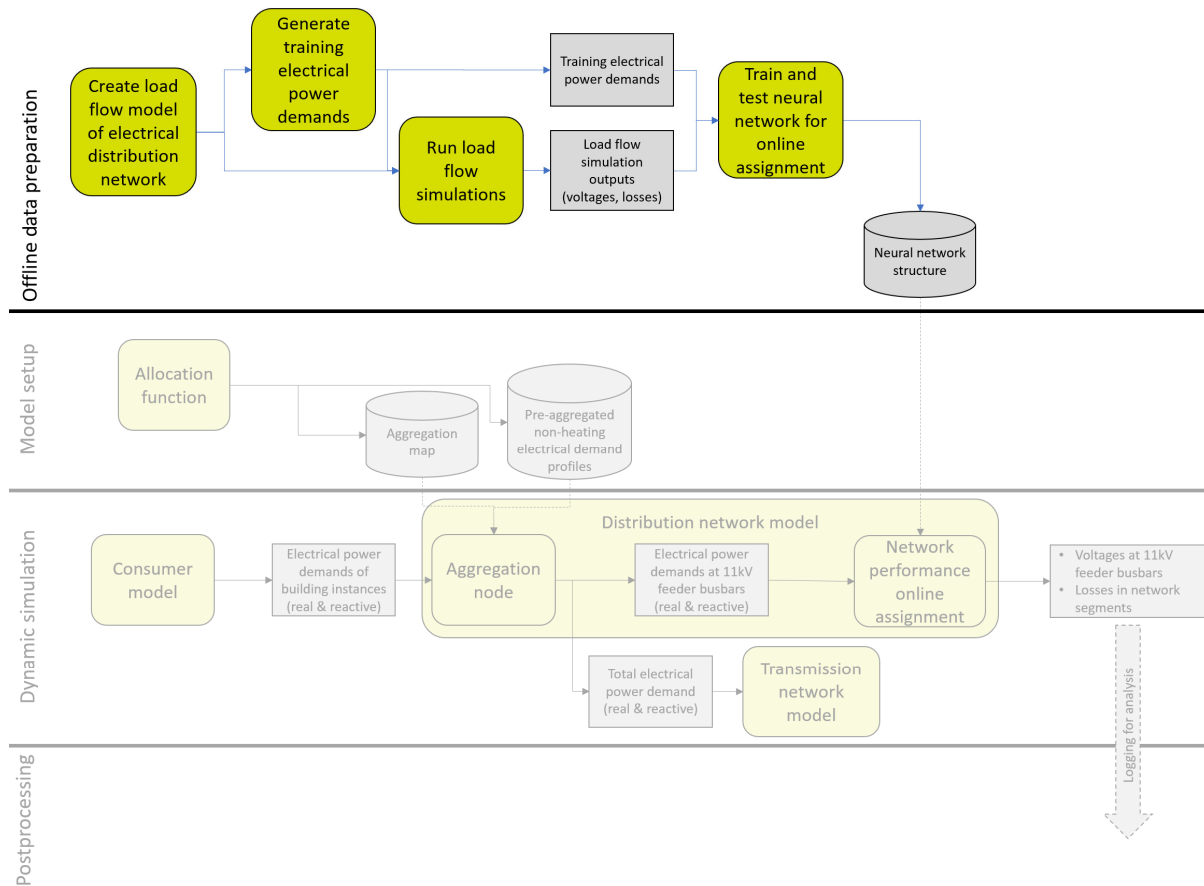 Offline data preparation
Create load
flow model
of electrical
distribution
network
Generate
training
electrical
power
demands
Run load
flow
simulations
Training electrical
power demands
Load flow
simulation
outputs
(voltages, losses)
Train and
test neural
network for
online
assignment
Neural network
structure
Model setup
Allocation
function
Aggregation
map
Pre-aggregated
non-heating
electrical demand
profiles
Dynamic simulation
Consumer
model
Electrical power
demands of
building instances
(real & reactive)
Distribution network model
Aggregation
node
Electrical power
demands at 11kV
feeder busbars
(real & reactive)
Network
performance
online
assignment
• Voltages at 11kV
feeder busbars
• Losses in network
segments
Total electrical
power demand
(real & reactive)
Transmission
network
model
Logging for analysis
Postprocessing